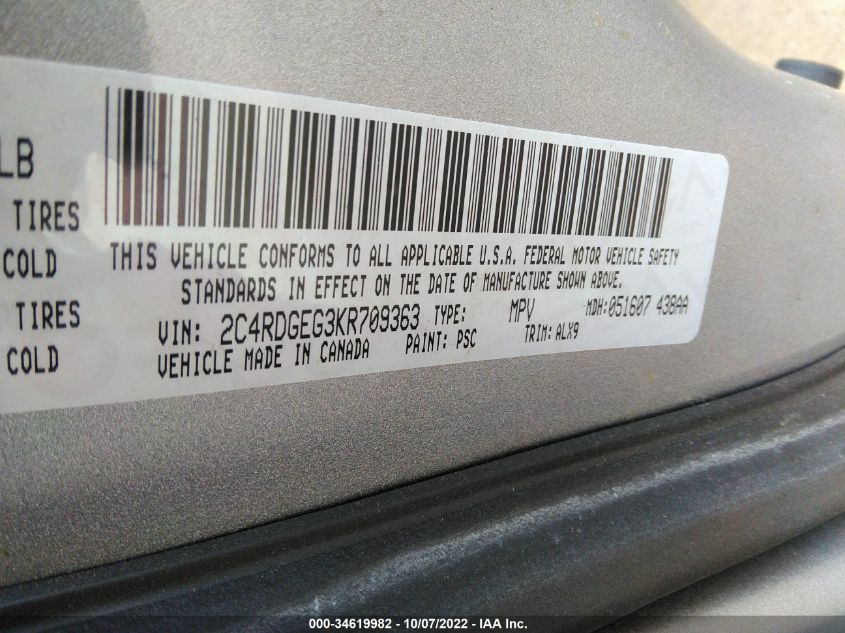 LB
TIRES
COLD
TIRES
COLD
THIS VEHICLE CONFORMS TO ALL APPLICABLE U.S.A. FEDERAL MOTOR VEHICLE SAFETY
STANDARDS IN EFFECT ON THE DATE OF MANUFACTURE SHOWN ABOVE.
VIN: 2C4RDGEG3KR709363 TYPE: MPV MDH:051607 438AA
VEHICLE MADE IN CANADA PAINT: PSC TRIM:ALX9
000-34619982 - 10/07/2022 - IAA Inc.